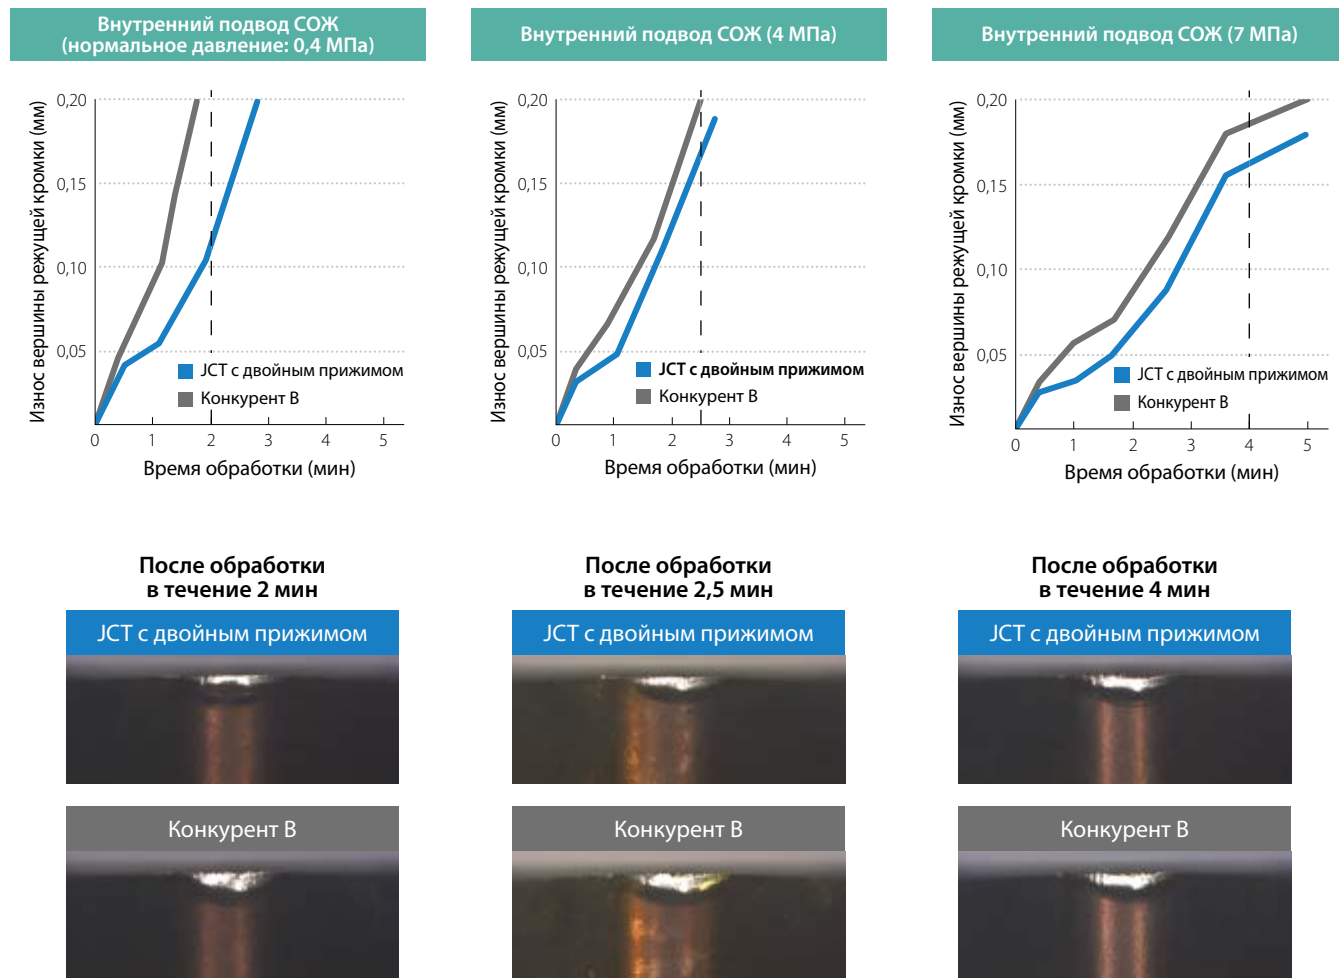 Внутренний подвод СОЖ
(нормальное давление: 0,4 МПа)
Износ вершины режущей кромки (мм)
0,20
0,15
0,10
0,05
0 1 2 3 4 5
JCT с двойным прижимом
Конкурент B
Время обработки (мин)
Внутренний подвод СОЖ (4 МПа)
Износ вершины режущей кромки (мм)
0,20
0,15
0,10
0,05
0 1 2 3 4 5
JCT с двойным прижимом
Конкурент B
Время обработки (мин)
Внутренний подвод СОЖ (7 МПа)
Износ вершины режущей кромки (мм)
0,20
0,15
0,10
0,05
0 1 2 3 4 5
JCT с двойным прижимом
Конкурент B
Время обработки (мин)
После обработки
в течение 2 мин
JCT с двойным прижимом
Конкурент B
После обработки
в течение 2,5 мин
JCT с двойным прижимом
Конкурент B
После обработки
в течение 4 мин
JCT с двойным прижимом
Конкурент B